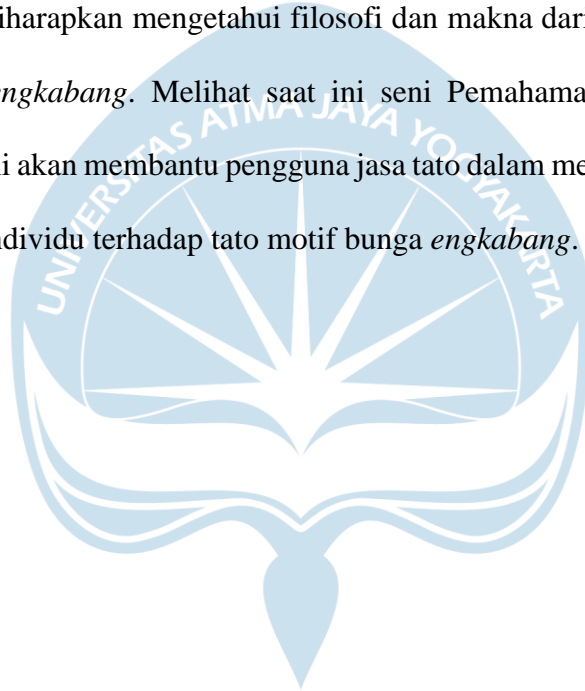 iharapkan mengetahui filosofi dan makna dari
engkabang. Melihat saat ini seni Pemahama
i akan membantu pengguna jasa tato dalam me
ndividu terhadap tato motif bunga engkabang.
UNIVERSITAS ATMA JAYA YOGYAKARTA